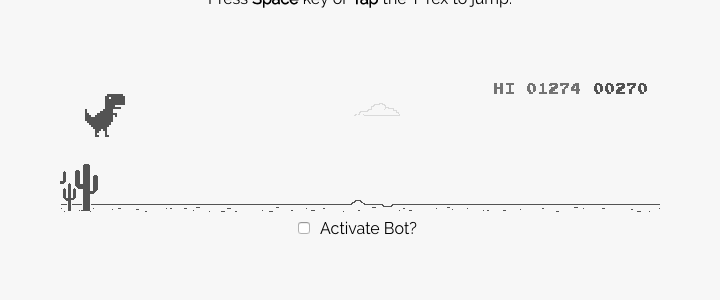 Press Space key or Tap the T-rex to jump.
HI 01274 00270
Activate Bot?